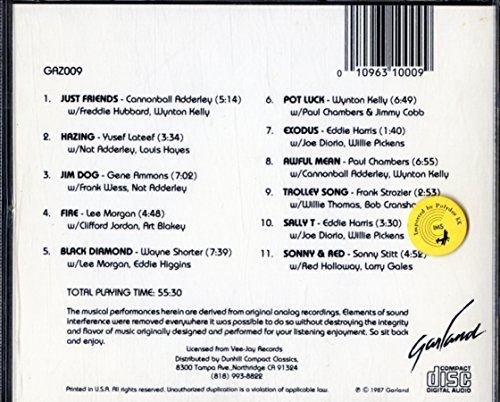 GAZ009
0 10963 10009
1. JUST FRIENDS - Cannonball Adderley (5:14)
w/Freddie Hubbard, Wynton Kelly
2. HAZING - Yusef Lateef (3:34)
w/Nat Adderley, Louis Hayes
3. JIM DOG - Gene Ammons (7:02)
w/Frank Wess, Nat Adderley
4. FIRE - Lee Morgan (4:48)
w/Clifford Jordan, Art Blakey
5. BLACK DIAMOND - Wayne Shorter (7:39)
w/Lee Morgan, Eddie Higgins
6. POT LUCK - Wynton Kelly (6:49)
w/Paul Chambers & Jimmy Cobb
7. EXODUS - Eddie Harris (1:40)
w/Joe Diorio, Willie Pickens
8. AWFUL MEAN - Paul Chambers (6:55)
w/Cannonball Adderley, Wynton Kelly
9. TROLLEY SONG - Frank Strozier (2:53)
w/Willie Thomas, Bob Cransh
10. SALLY T - Eddie Harris (3:30)
w/Joe Diorio, Willie Pickens
11. SONNY & RED - Sonny Stitt (4:52)
w/Red Holloway, Larry Gales
Imported by Polydor UK
IMS
TOTAL PLAYING TIME: 55:30
The musical performances herein are derived from original analog recordings. Elements of sound
interference were removed everywhere it was possible to do so without destroying the integrity
and flavor of music originally designed and performed for your listening enjoyment. So sit back
and enjoy.
Licensed from Vee-Jay Records
Distributed by Dunhill Compact Classics,
8300 Tampa Ave., Northridge CA 91324
(818) 993-8822
Printed in U.S.A. All rights reserved. Unauthorized duplication is a violation of applicable law. ℗ © 1987 Garland
Garland
COMPACT
disc
DIGITAL AUDIO